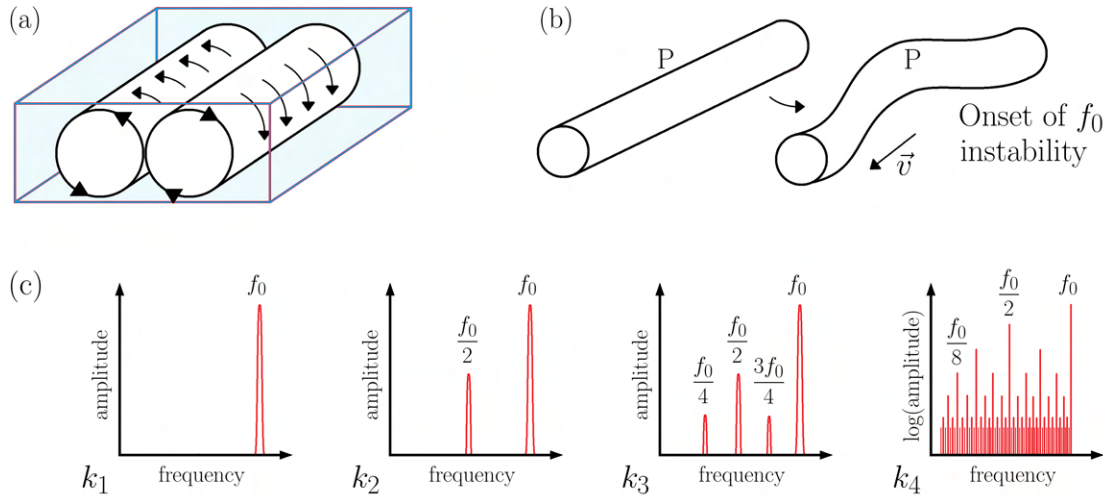 (a)
(b)
P
P
Onset of f₀
instability
v⃗
(c)
f₀
amplitude
frequency
k₁
f₀
f₀/2
amplitude
frequency
k₂
f₀
f₀/2
f₀/4
3f₀/4
amplitude
frequency
k₃
f₀
f₀/2
f₀/8
log(amplitude)
frequency
k₄